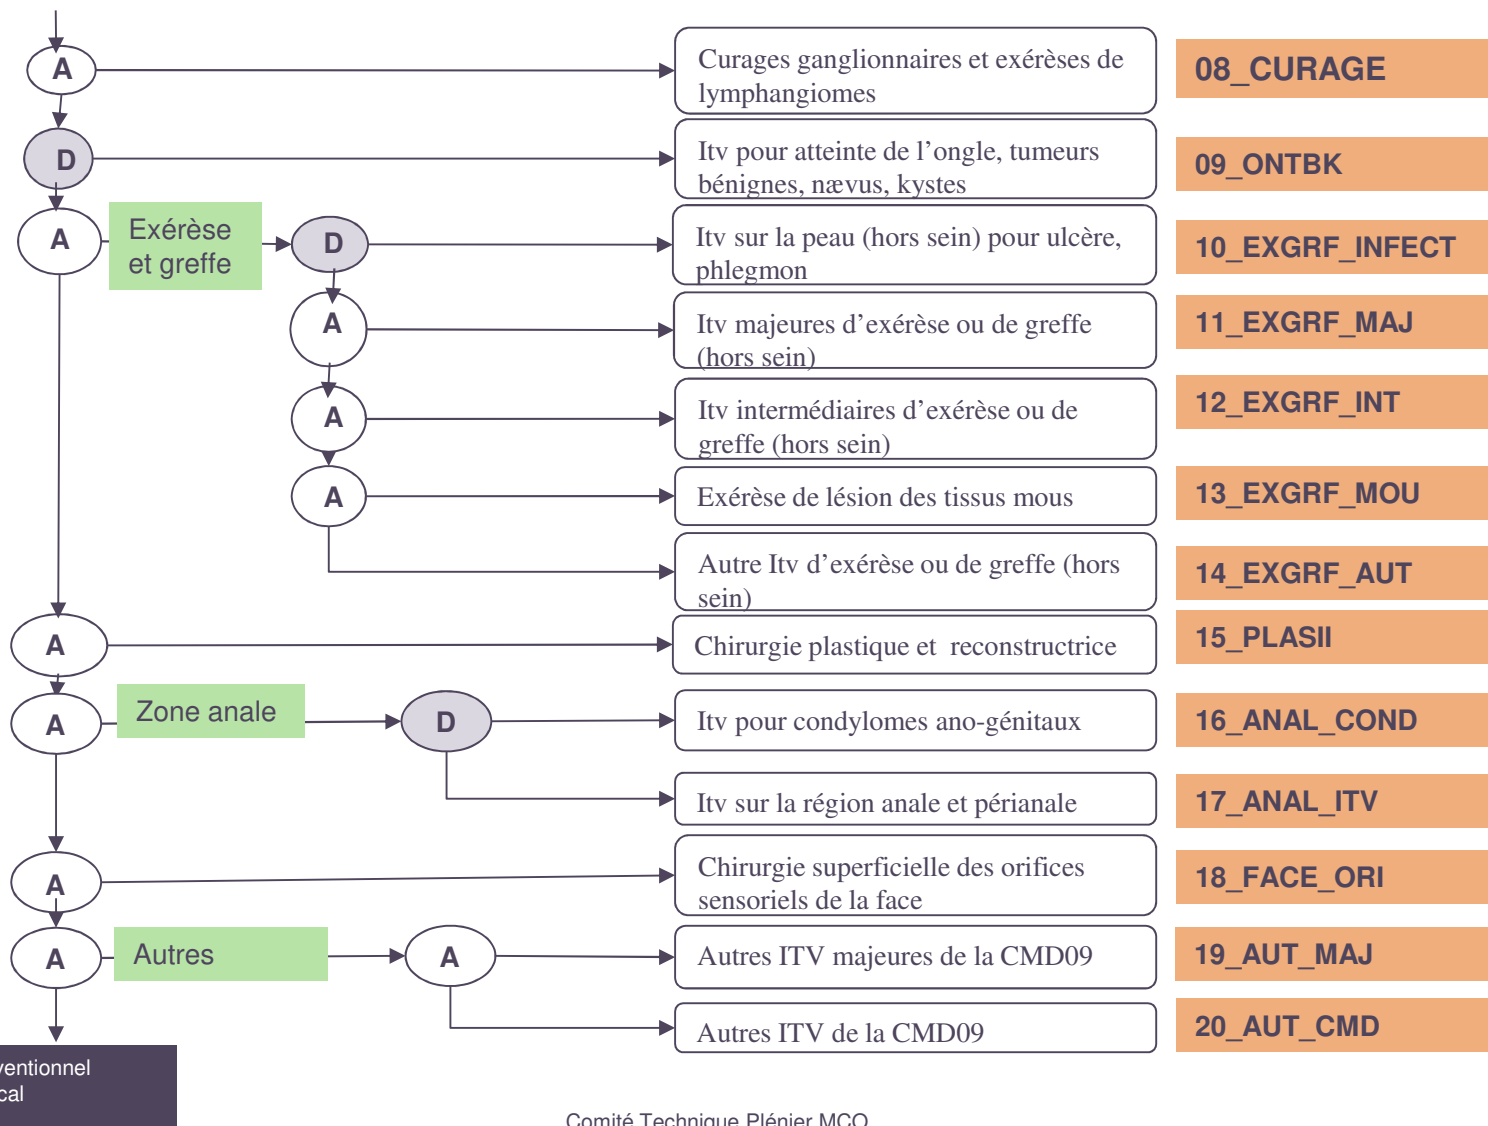 A
Curages ganglionnaires et exérèses de
lymphangiomes
08_CURAGE
D
Itv pour atteinte de l’ongle, tumeurs
bénignes, nævus, kystes
09_ONTBK
A
Exérèse
et greffe
D
Itv sur la peau (hors sein) pour ulcère,
phlegmon
10_EXGRF_INFECT
A
Itv majeures d’exérèse ou de greffe
(hors sein)
11_EXGRF_MAJ
A
Itv intermédiaires d’exérèse ou de
greffe (hors sein)
12_EXGRF_INT
A
Exérèse de lésion des tissus mous
13_EXGRF_MOU
Autre Itv d’exérèse ou de greffe (hors
sein)
14_EXGRF_AUT
A
Chirurgie plastique et reconstructrice
15_PLASII
A
Zone anale
D
Itv pour condylomes ano-génitaux
16_ANAL_COND
Itv sur la région anale et périanale
17_ANAL_ITV
A
Chirurgie superficielle des orifices
sensoriels de la face
18_FACE_ORI
A
Autres
A
Autres ITV majeures de la CMD09
19_AUT_MAJ
Autres ITV de la CMD09
20_AUT_CMD
ventionnel
cal
Comité Technique Plénier MCO